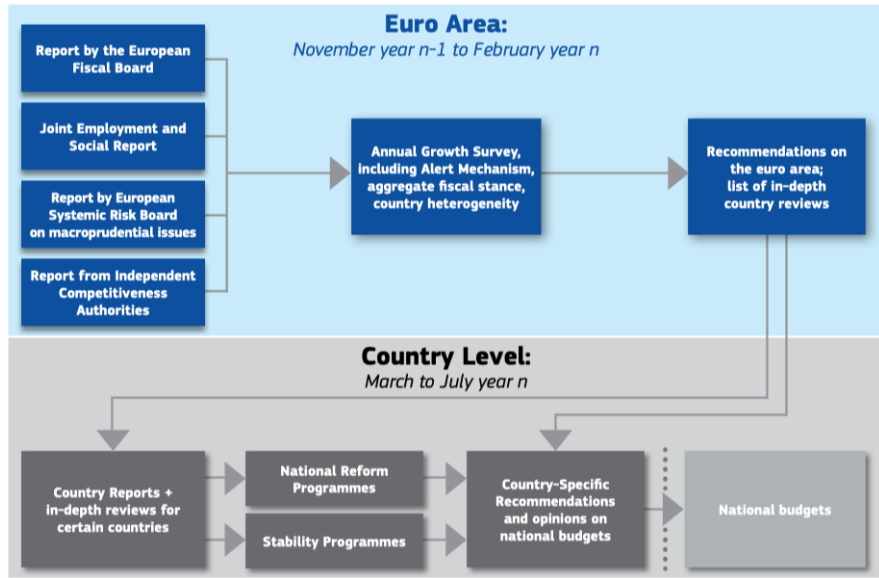 Euro Area:
November year n-1 to February year n
Report by the European
Fiscal Board
Joint Employment and
Social Report
Report by European
Systemic Risk Board
on macroprudential issues
Report from Independent
Competitiveness
Authorities
Annual Growth Survey,
including Alert Mechanism,
aggregate fiscal stance,
country heterogeneity
Recommendations on
the euro area;
list of in-depth
country reviews
Country Level:
March to July year n
Country Reports +
in-depth reviews for
certain countries
National Reform
Programmes
Stability Programmes
Country-Specific
Recommendations
and opinions on
national budgets
National budgets